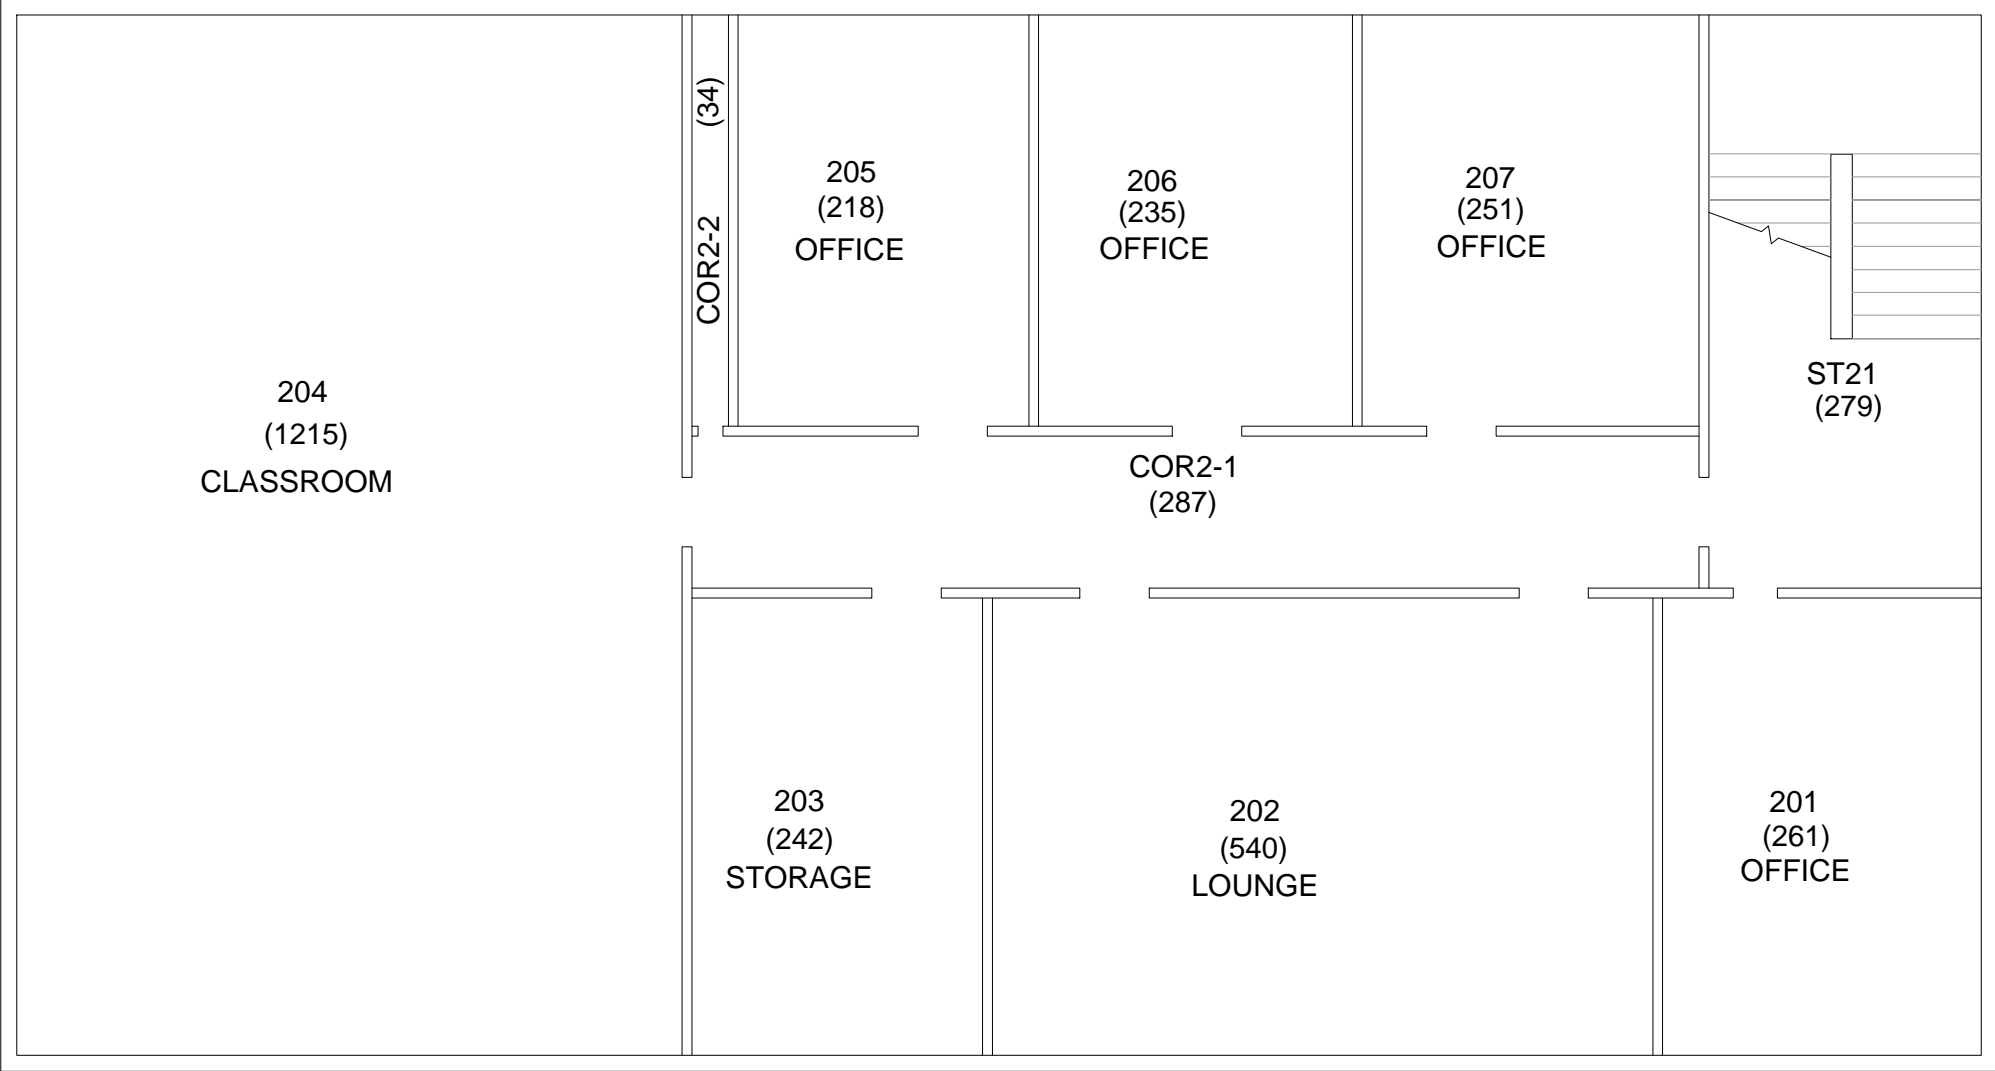 204
(1215)
CLASSROOM
COR2-2 (34)
205
(218)
OFFICE
206
(235)
OFFICE
207
(251)
OFFICE
ST21
(279)
COR2-1
(287)
203
(242)
STORAGE
202
(540)
LOUNGE
201
(261)
OFFICE